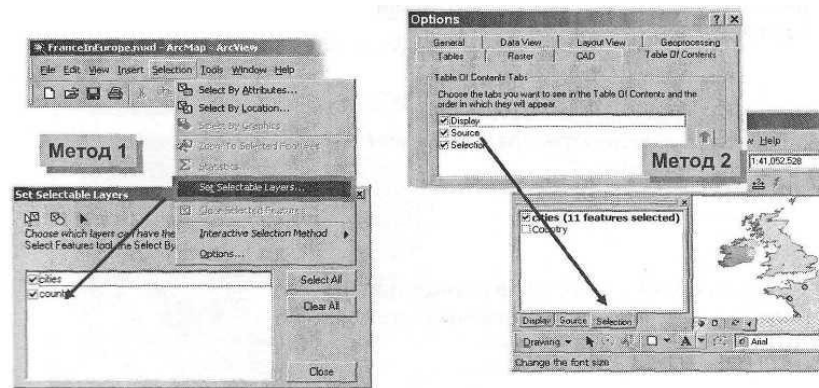 FranceInEurope.mxd - ArcMap - ArcView
File Edit View Insert Selection Tools Window Help
Select By Attributes...
Select By Location...
Select By Graphics
Zoom To Selected Features
Statistics
Set Selectable Layers...
Clear Selected Features
Interactive Selection Method
Options...
Метод 1
Set Selectable Layers
Choose which layers can have the
Select Features tool, the Select By
cities
country
Select All
Clear All
Close
Options
General Data View Layout View Geoprocessing
Tables Raster CAD Table Of Contents
Table Of Contents Tabs
Choose the tabs you want to see in the Table Of Contents and the
order in which they will appear.
Display
Source
Selection
Метод 2
w Help
1:41,052,528
cities (11 features selected)
Country
Display Source Selection
Drawing A Arial
Change the font size